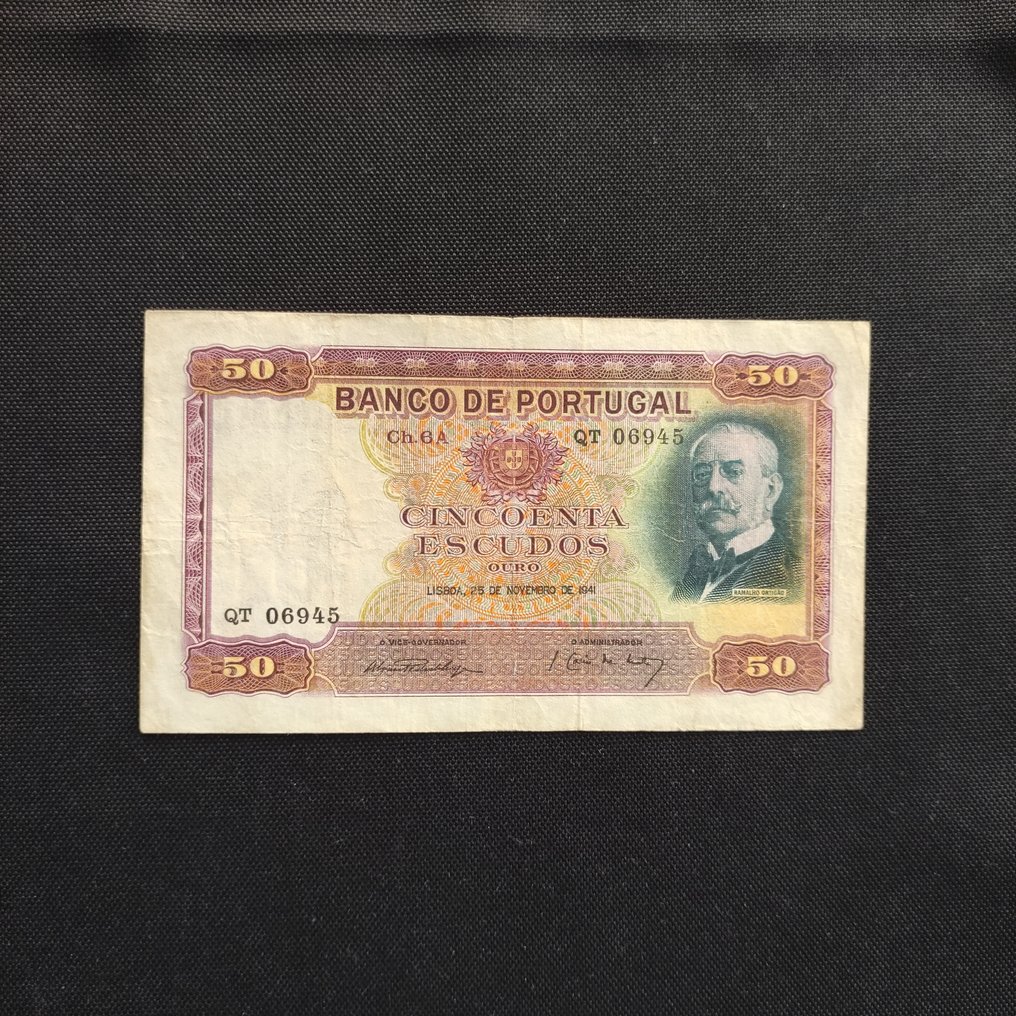 50 50
BANCO DE PORTUGAL
Ch. 6A QT 06945
CINCOENTA
ESCUDOS
OURO
LISBOA, 25 DE NOVEMBRO DE 1941
RAMALHO ORTIGÃO
QT 06945
O VICE-GOVERNADOR O ADMINISTRADOR
50 50